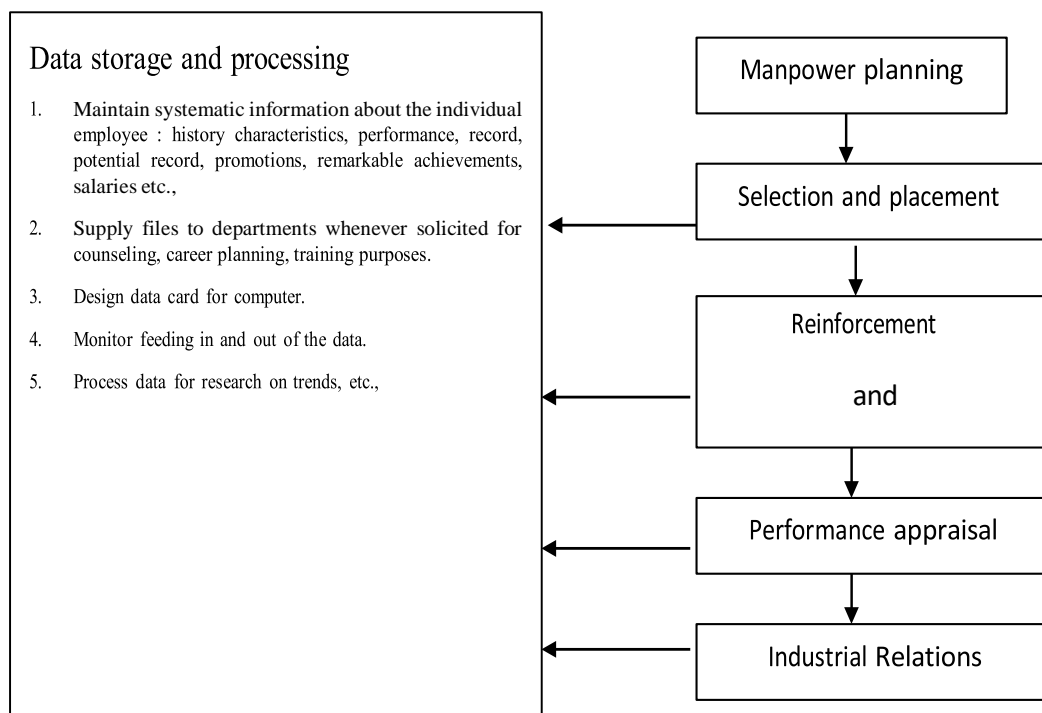 Data storage and processing
1. Maintain systematic information about the individual
employee : history characteristics, performance, record,
potential record, promotions, remarkable achievements,
salaries etc.,
2. Supply files to departments whenever solicited for
counseling, career planning, training purposes.
3. Design data card for computer.
4. Monitor feeding in and out of the data.
5. Process data for research on trends, etc.,
Manpower planning
Selection and placement
Reinforcement
and
Performance appraisal
Industrial Relations